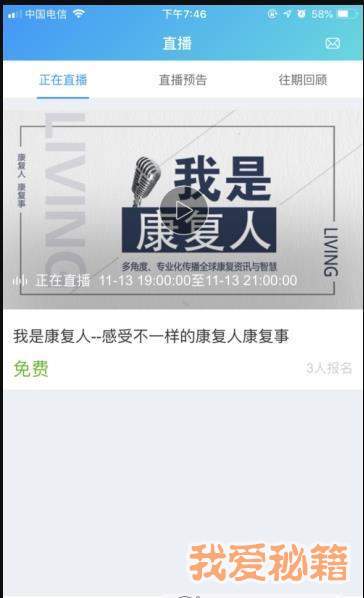 中国电信
下午7:46
58%
直播
正在直播
直播预告
往期回顾
LIVING
康复人 康复事
我是
康复人
多角度、专业化传播全球康复资讯与智慧
LIVING
正在直播 11-13 19:00:00至11-13 21:00:00
我是康复人--感受不一样的康复人康复事
免费
3人报名
我爱秘籍